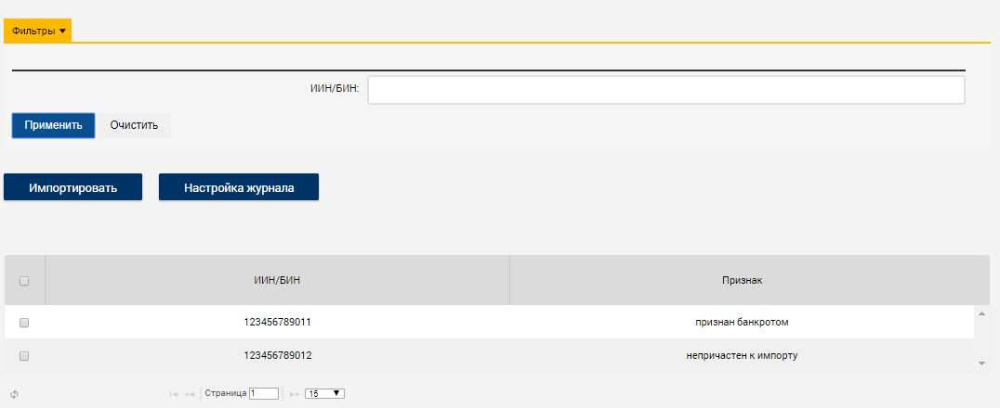 Фильтры
ИИН/БИН:
Применить Очистить
Импортировать Настройка журнала
ИИН/БИН Признак
123456789011 признан банкротом
123456789012 непричастен к импорту
Страница 1 15